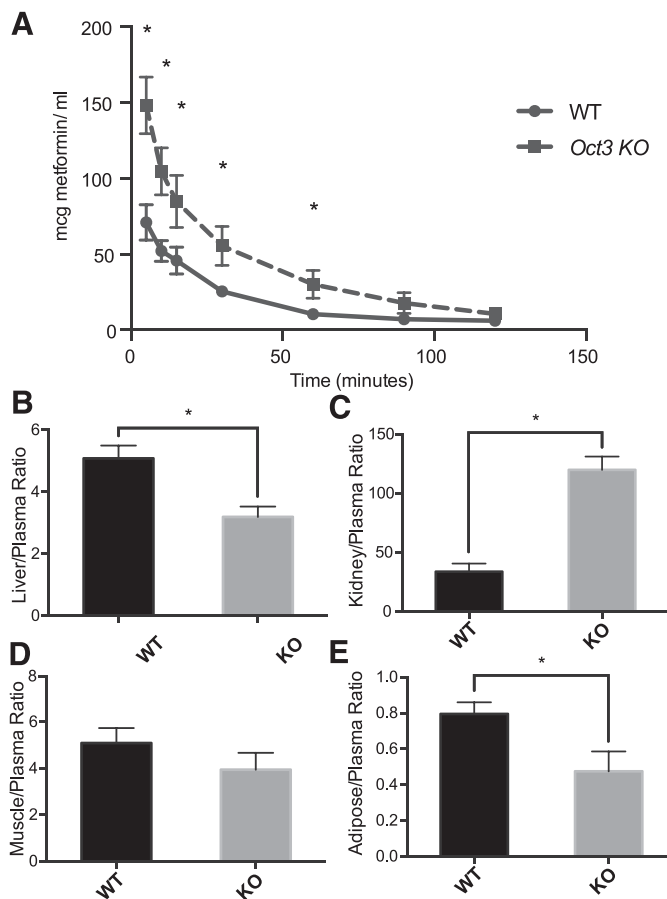 A
200
150
100
50
0
mcg metformin/ ml
* * * * *
WT
Oct3 KO
0 50 100 150
Time (minutes)
B
6
4
2
0
Liver/Plasma Ratio
*
WT KO
C
150
100
50
0
Kidney/Plasma Ratio
*
WT KO
D
8
6
4
2
0
Muscle/Plasma Ratio
WT KO
E
1.0
0.8
0.6
0.4
0.2
0.0
Adipose/Plasma Ratio
*
WT KO